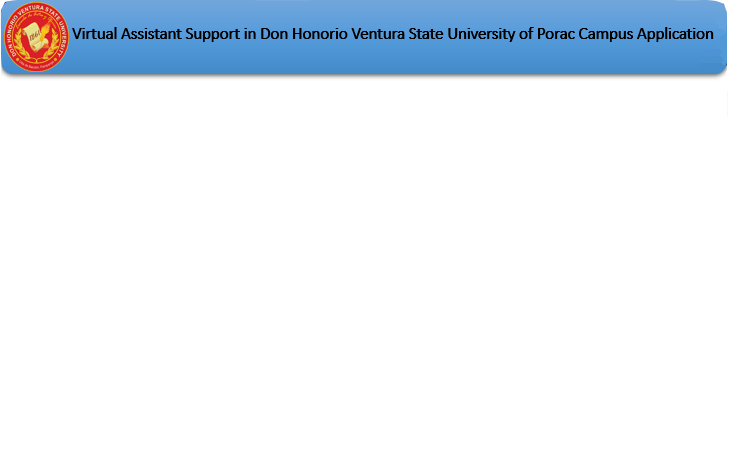 DON HONORIO VENTURA STATE UNIVERSITY
1861
Virtual Assistant Support in Don Honorio Ventura State University of Porac Campus Application